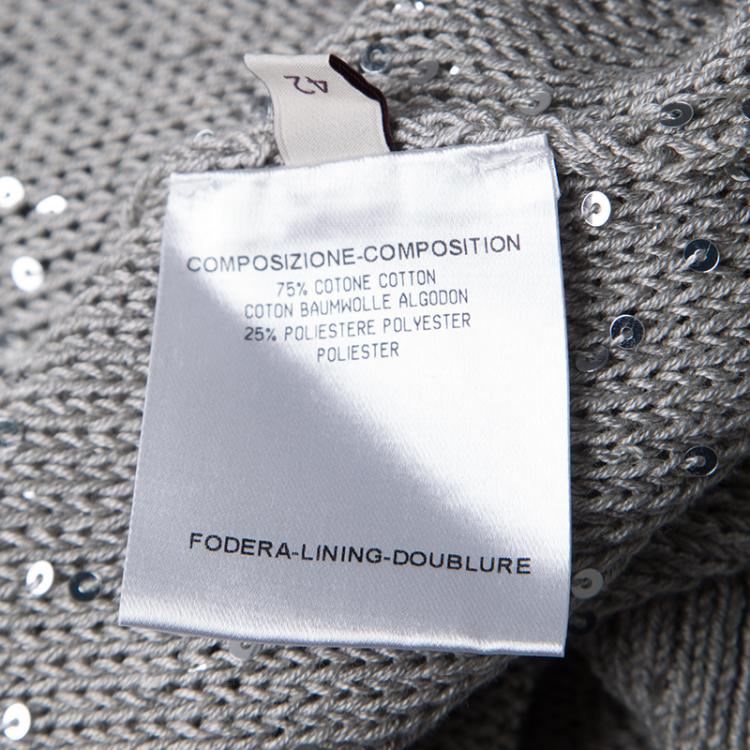 42
COMPOSIZIONE-COMPOSITION
75% COTONE COTTON
COTON BAUMWOLLE ALGODON
25% POLIESTERE POLYESTER
POLIESTER
FODERA-LINING-DOUBLURE